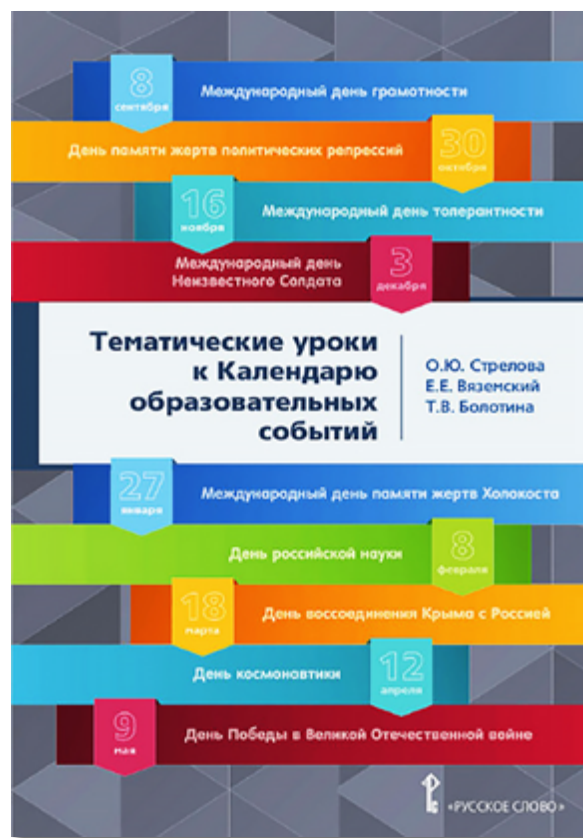 8
сентября
Международный день грамотности
День памяти жертв политических репрессий
30
октября
16
ноября
Международный день толерантности
Международный день
Неизвестного Солдата
3
декабря
Тематические уроки
к Календарю
образовательных
событий
О.Ю. Стрелова
Е.Е. Вяземский
Т.В. Болотина
27
января
Международный день памяти жертв Холокоста
День российской науки
8
февраля
18
марта
День воссоединения Крыма с Россией
День космонавтики
12
апреля
9
мая
День Победы в Великой Отечественной войне
«РУССКОЕ СЛОВО»